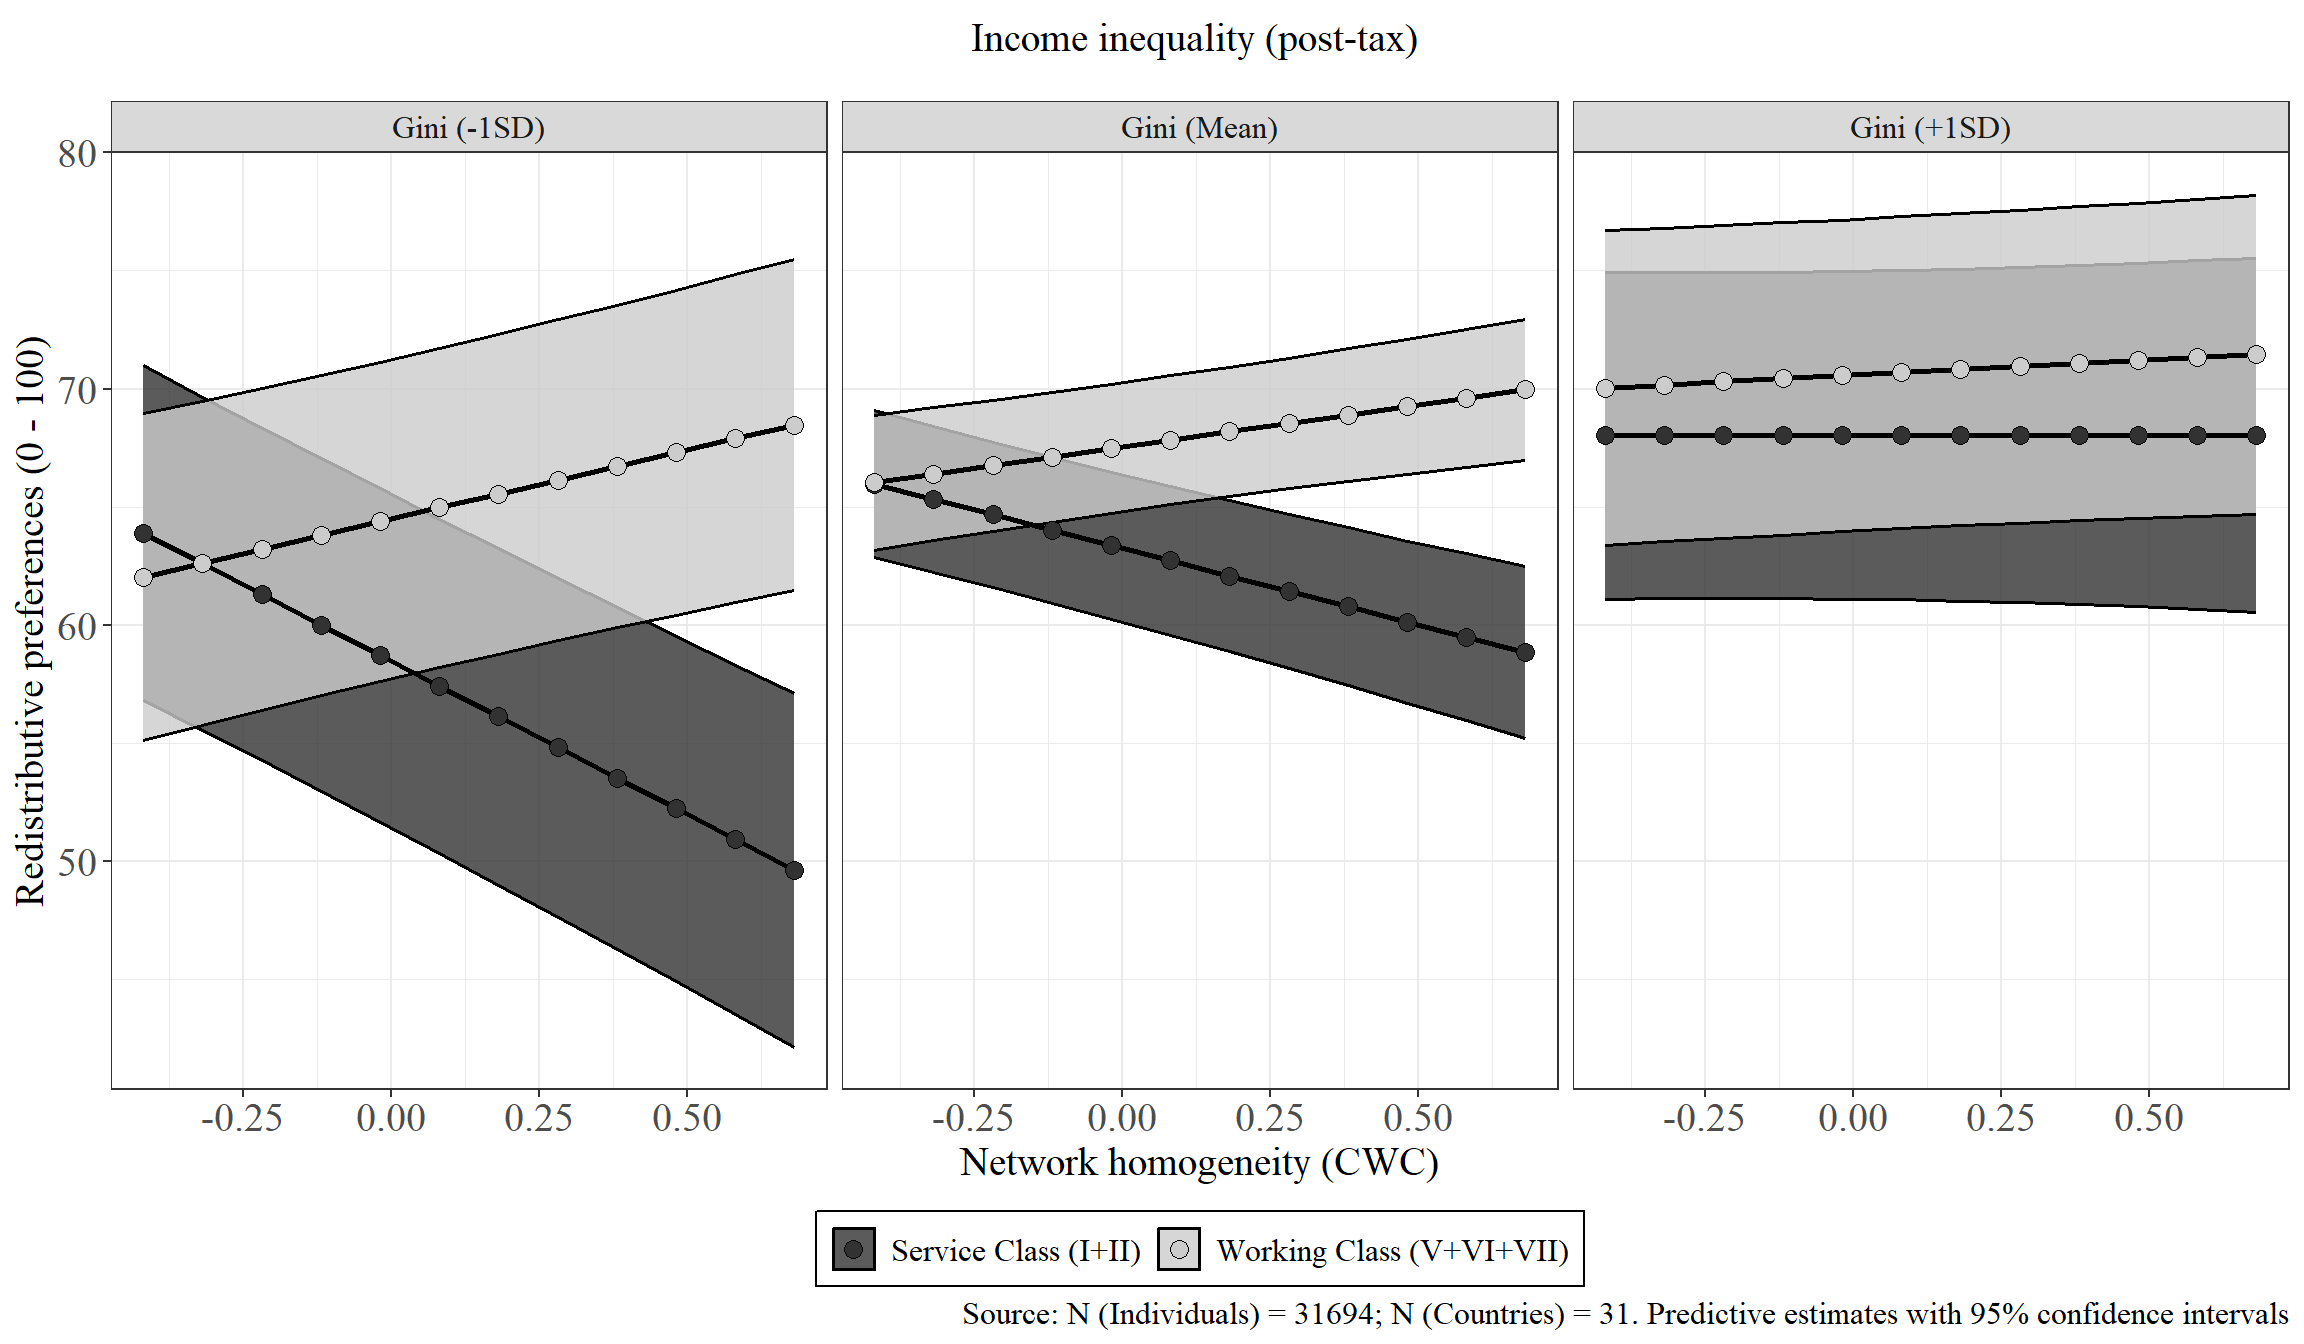 Income inequality (post-tax)
Gini (-1SD)
Gini (Mean)
Gini (+1SD)
Redistributive preferences (0 - 100)
80
70
60
50
-0.25 0.00 0.25 0.50
-0.25 0.00 0.25 0.50
-0.25 0.00 0.25 0.50
Network homogeneity (CWC)
Service Class (I+II)
Working Class (V+VI+VII)
Source: N (Individuals) = 31694; N (Countries) = 31. Predictive estimates with 95% confidence intervals